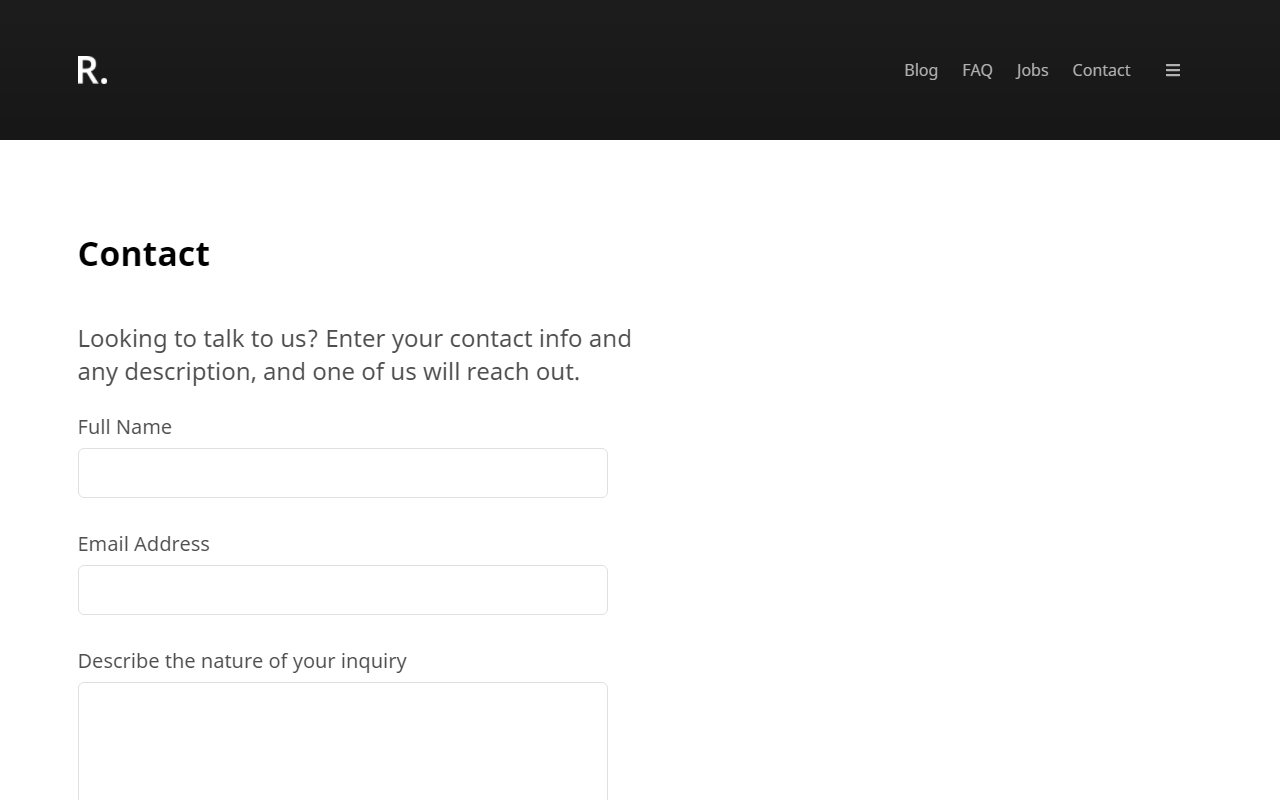 R.
Blog FAQ Jobs Contact
Contact
Looking to talk to us? Enter your contact info and
any description, and one of us will reach out.
Full Name
Email Address
Describe the nature of your inquiry